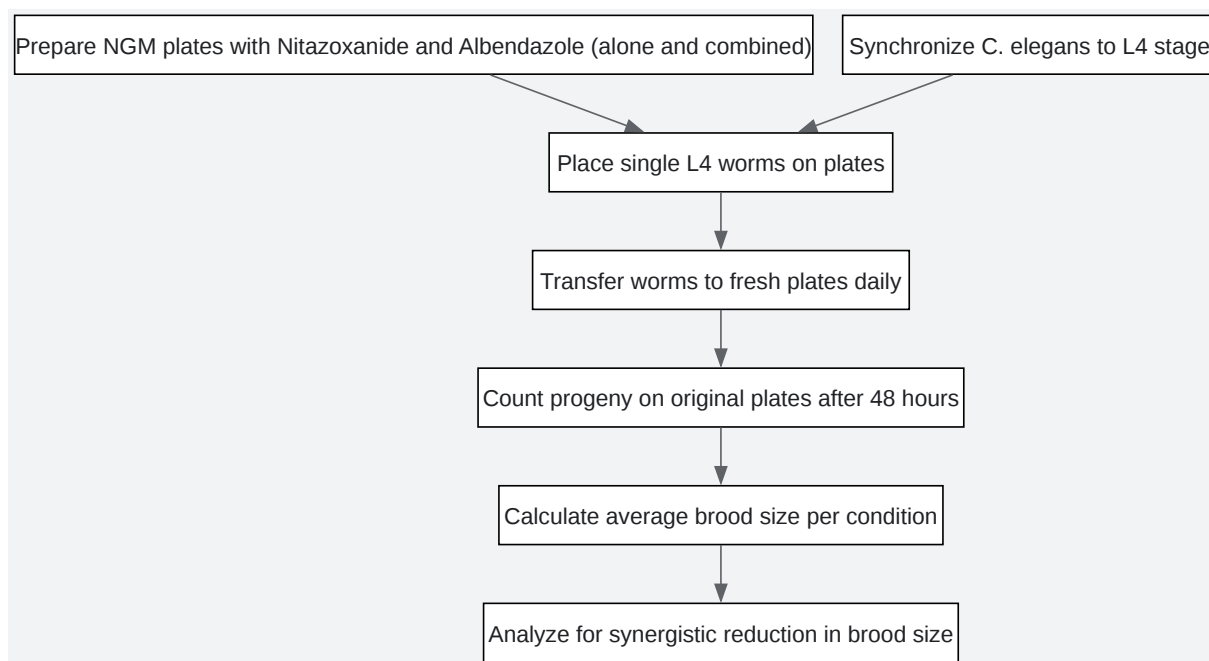 Prepare NGM plates with Nitazoxanide and Albendazole (alone and combined)
Synchronize C. elegans to L4 stage
Place single L4 worms on plates
Transfer worms to fresh plates daily
Count progeny on original plates after 48 hours
Calculate average brood size per condition
Analyze for synergistic reduction in brood size